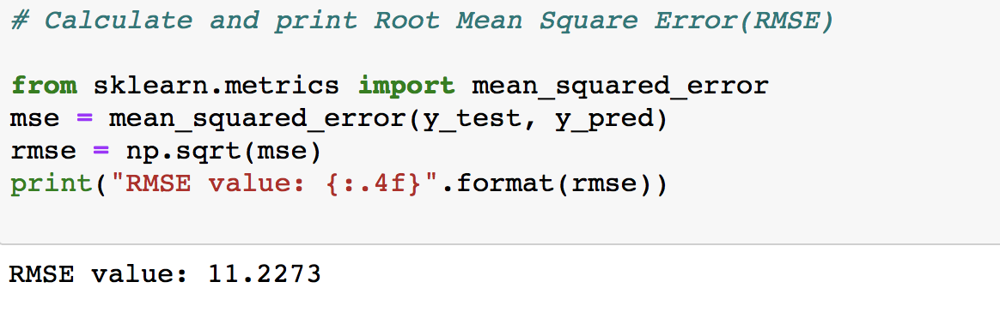 # Calculate and print Root Mean Square Error(RMSE)
from sklearn.metrics import mean_squared_error
mse = mean_squared_error(y_test, y_pred)
rmse = np.sqrt(mse)
print("RMSE value: {:.4f}".format(rmse))
RMSE value: 11.2273